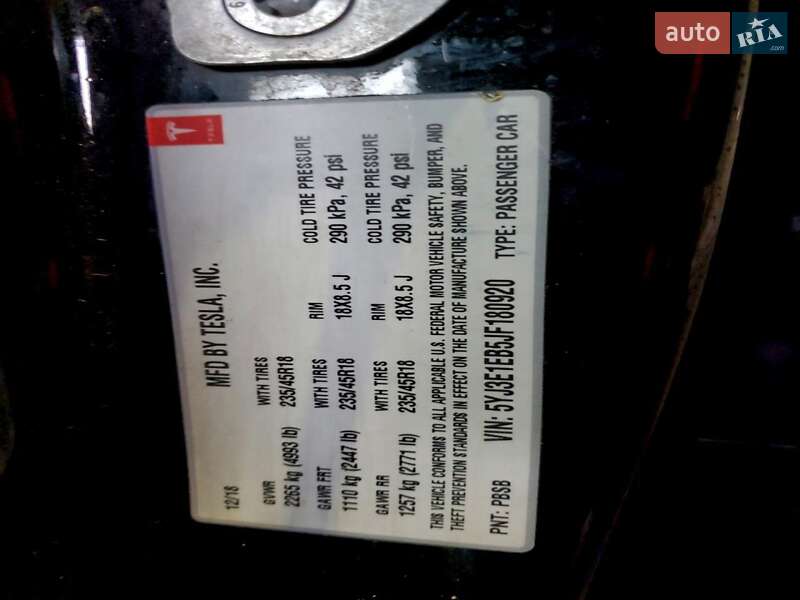 auto RIA
.com
TESLA
MFD BY TESLA, INC.
12/18
GVWR WITH TIRES
2265 kg (4993 lb) 235/45R18
GAWR FRT WITH TIRES RIM COLD TIRE PRESSURE
1110 kg (2447 lb) 235/45R18 18X8.5 J 290 kPa, 42 psi
GAWR RR WITH TIRES RIM COLD TIRE PRESSURE
1257 kg (2771 lb) 235/45R18 18X8.5 J 290 kPa, 42 psi
THIS VEHICLE CONFORMS TO ALL APPLICABLE U.S. FEDERAL MOTOR VEHICLE SAFETY, BUMPER, AND
THEFT PREVENTION STANDARDS IN EFFECT ON THE DATE OF MANUFACTURE SHOWN ABOVE.
PNT: PBSB VIN: 5YJ3E1EB5JF180920 TYPE: PASSENGER CAR